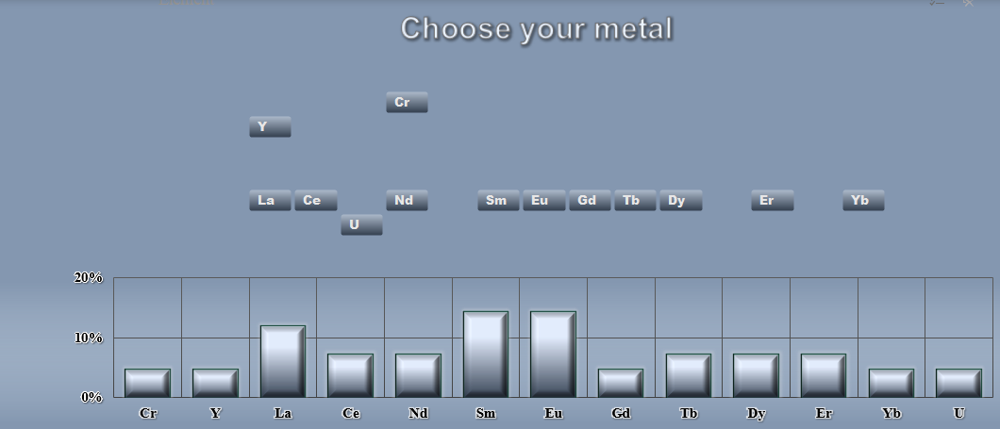 Choose your metal
Cr
Y
La Ce Nd Sm Eu Gd Tb Dy Er Yb
U
20%
10%
0%
Cr Y La Ce Nd Sm Eu Gd Tb Dy Er Yb U